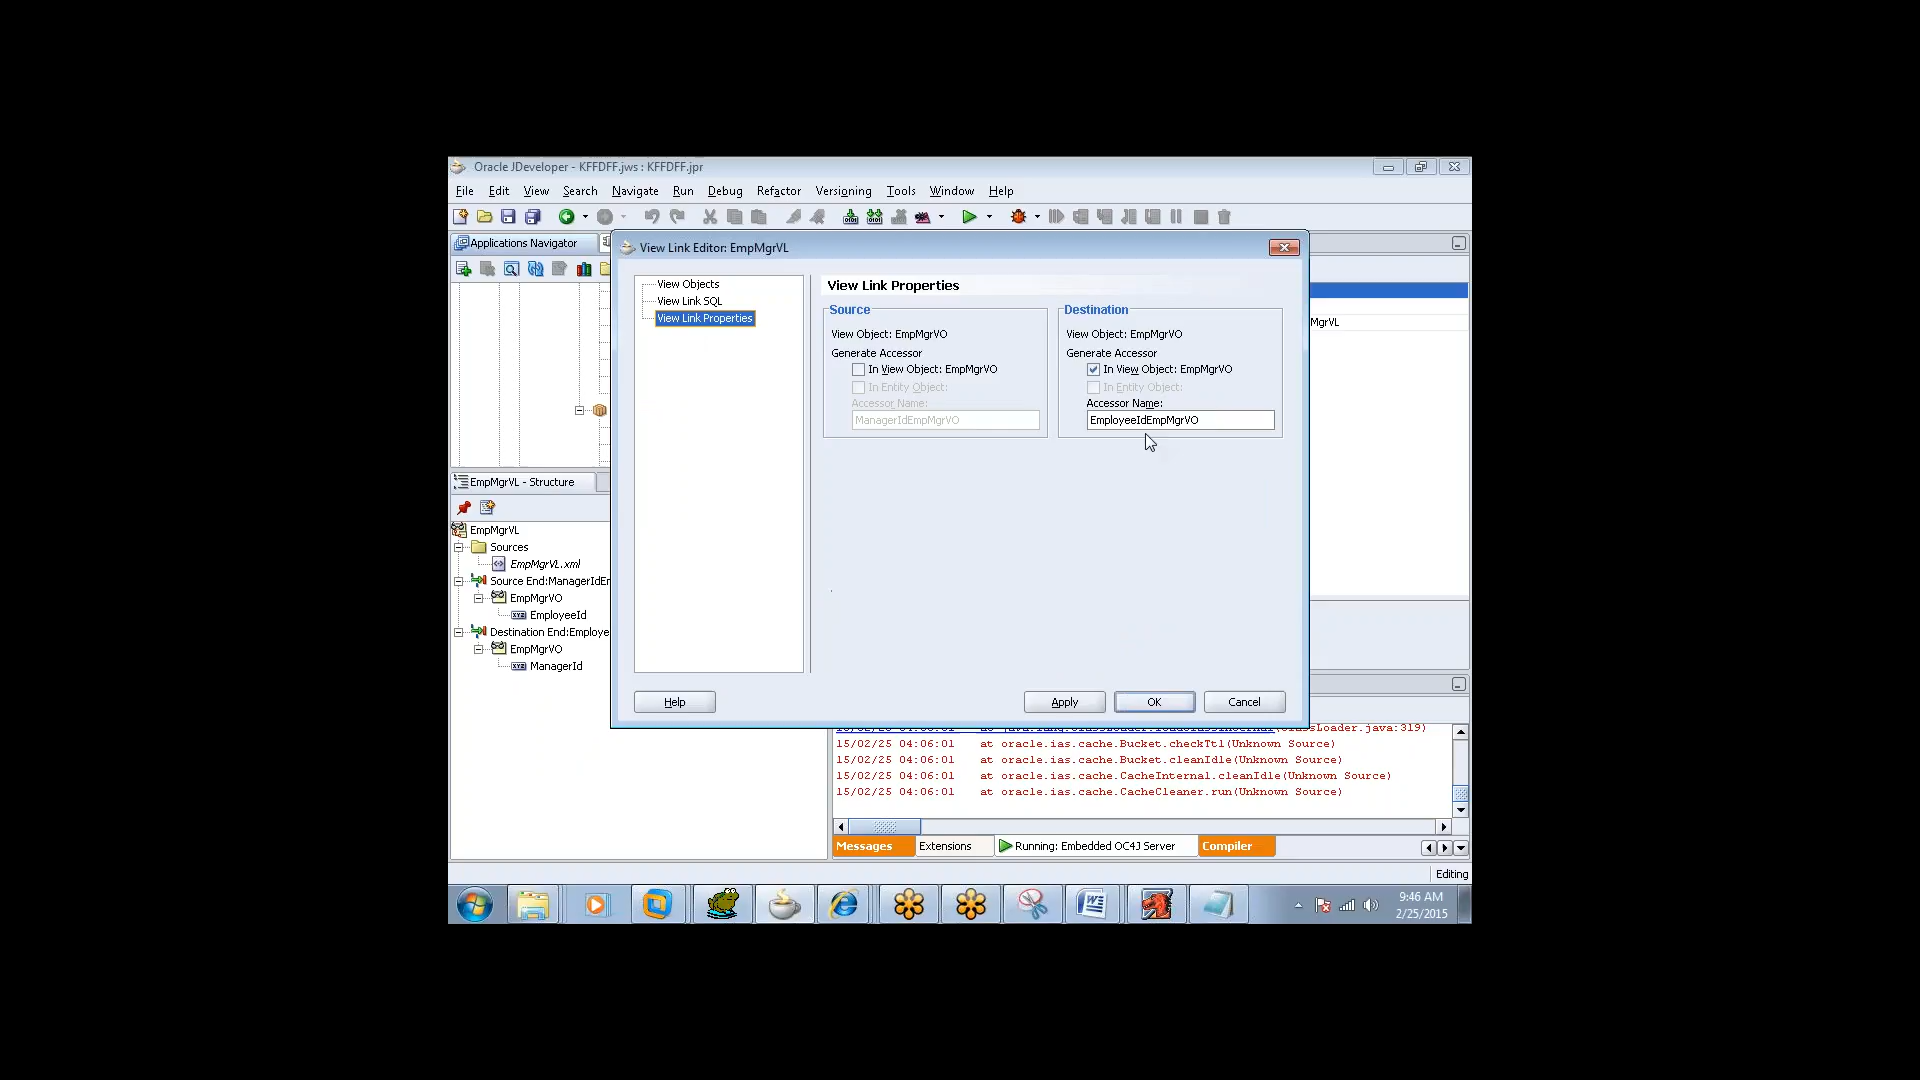 Oracle JDeveloper - KFFDFF.jws : KFFDFF.jpr
File Edit View Search Navigate Run Debug Refactor Versioning Tools Window Help
Applications Navigator
View Link Editor: EmpMgrVL
View Objects
View Link SQL
View Link Properties
View Link Properties
Source
View Object: EmpMgrVO
Generate Accessor
In View Object: EmpMgrVO
In Entity Object:
Accessor Name:
ManagerIdEmpMgrVO
Destination
View Object: EmpMgrVO
Generate Accessor
In View Object: EmpMgrVO
In Entity Object:
Accessor Name:
EmployeeIdEmpMgrVO
MgrVL
EmpMgrVL - Structure
EmpMgrVL
Sources
EmpMgrVL.xml
Source End:ManagerIdEm
EmpMgrVO
EmployeeId
Destination End:Employe
EmpMgrVO
ManagerId
Help Apply OK Cancel
15/02/25 04:06:01 at oracle.ias.cache.Bucket.checkTtl(Unknown Source)
15/02/25 04:06:01 at oracle.ias.cache.Bucket.cleanIdle(Unknown Source)
15/02/25 04:06:01 at oracle.ias.cache.CacheInternal.cleanIdle(Unknown Source)
15/02/25 04:06:01 at oracle.ias.cache.CacheCleaner.run(Unknown Source)
Messages Extensions Running: Embedded OC4J Server Compiler
Editing
9:46 AM
2/25/2015